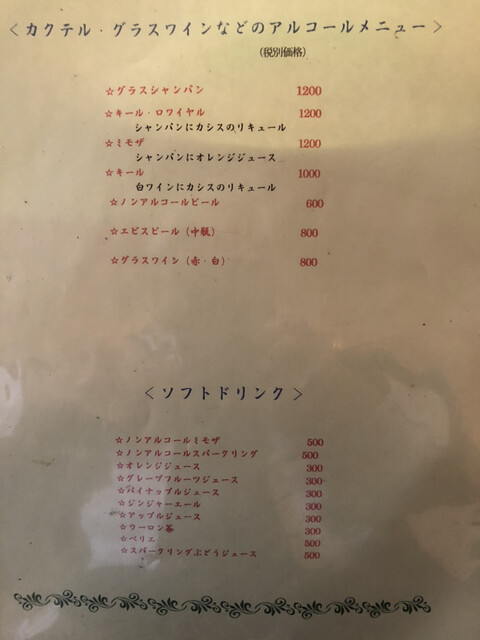 ＜カクテル・グラスワインなどのアルコールメニュー＞
（税別価格）
☆グラスシャンパン 1200
☆キール・ロワイヤル 1200
シャンパンにカシスのリキュール
☆ミモザ 1200
シャンパンにオレンジジュース
☆キール 1000
白ワインにカシスのリキュール
☆ノンアルコールビール 600
☆エビスビール（中瓶） 800
☆グラスワイン（赤・白） 800
＜ソフトドリンク＞
☆ノンアルコールミモザ 500
☆ノンアルコールスパークリング 500
☆オレンジジュース 300
☆グレープフルーツジュース 300
☆パイナップルジュース 300
☆ジンジャーエール 300
☆アップルジュース 300
☆ウーロン茶 300
☆ペリエ 500
☆スパークリングぶどうジュース 500